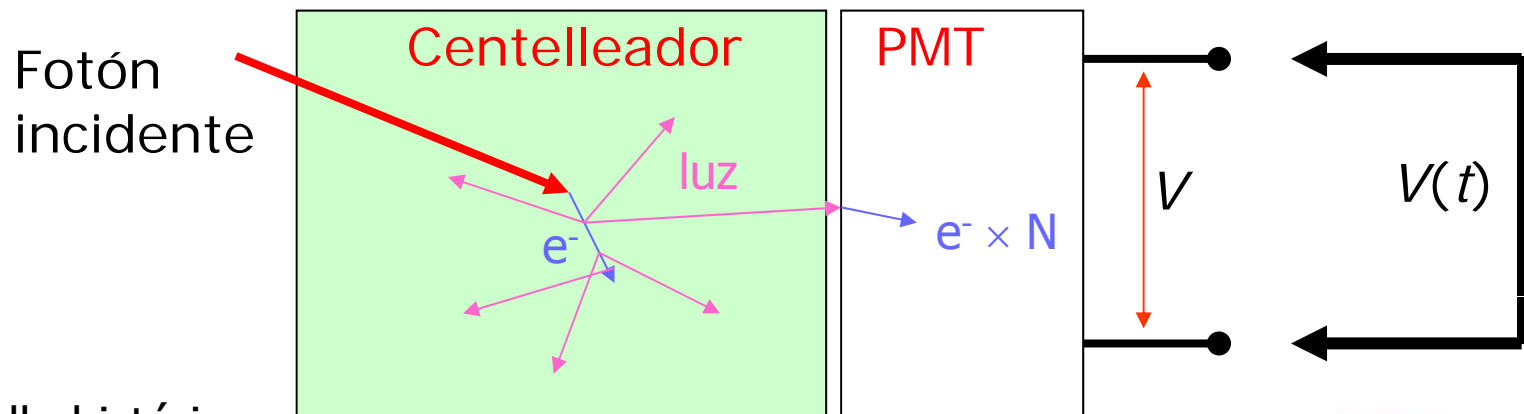 Fotón
incidente
Centelleador
luz
e-
PMT
e- × N
V
V(t)